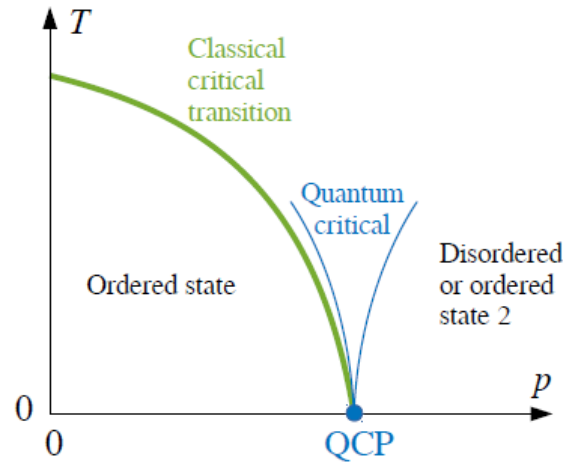 T
Classical
critical
transition
Quantum
critical
Disordered
or ordered
state 2
Ordered state
p
0
0
QCP